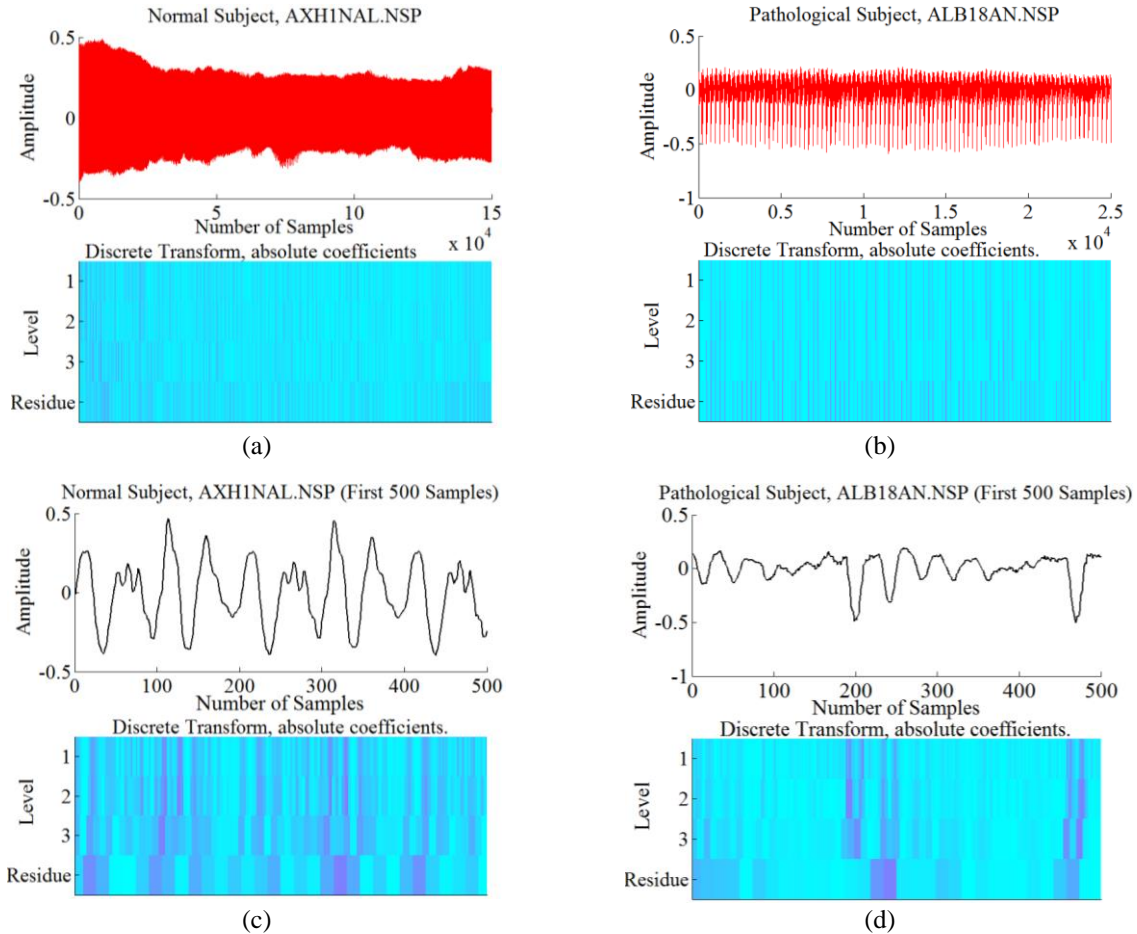 Normal Subject, AXH1NAL.NSP
0.5
Amplitude
0
-0.5
0
5
10
15
Number of Samples
x 10^4
Discrete Transform, absolute coefficients
Level
1
2
3
Residue
(a)
Pathological Subject, ALB18AN.NSP
0.5
Amplitude
0
-0.5
-1
0
0.5
1
1.5
2
2.5
Number of Samples
x 10^4
Discrete Transform, absolute coefficients.
Level
1
2
3
Residue
(b)
Normal Subject, AXH1NAL.NSP (First 500 Samples)
0.5
Amplitude
0
-0.5
0
100
200
300
400
500
Number of Samples
Discrete Transform, absolute coefficients.
Level
1
2
3
Residue
(c)
Pathological Subject, ALB18AN.NSP (First 500 Samples)
0.5
Amplitude
0
-0.5
-1
0
100
200
300
400
500
Number of Samples
Discrete Transform, absolute coefficients.
Level
1
2
3
Residue
(d)